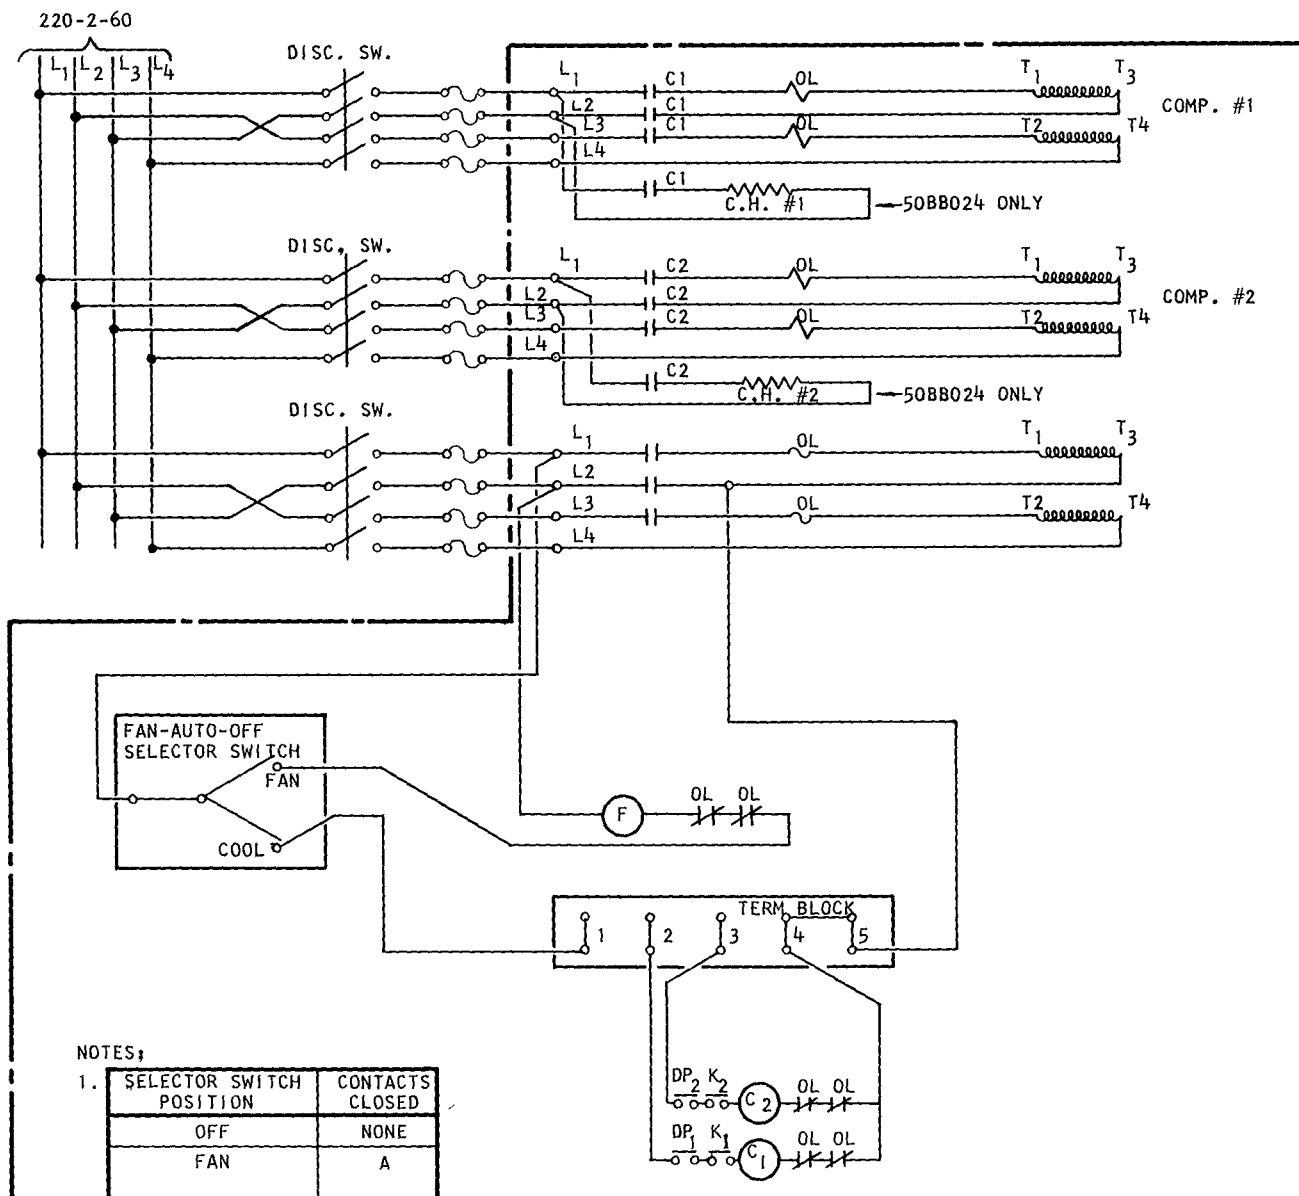 220-2-60
L1 L2 L3 L4
DISC. SW.
L1 C1 OL T1 T3
L2 C1
COMP. #1
L3 C1 OL T2 T4
L4
C1
C.H. #1
50BB024 ONLY
DISC. SW.
L1 C2 OL T1 T3
L2 C2
COMP. #2
L3 C2 OL T2 T4
L4
C2
C.H. #2
50BB024 ONLY
DISC. SW.
L1 OL T1 T3
L2
L3 OL T2 T4
L4
FAN-AUTO-OFF
SELECTOR SWITCH
FAN
COOL
OL OL
F
TERM BLOCK
1 2 3 4 5
DP2 K2 C2 OL OL
DP1 K1 C1 OL OL
NOTES;
1.
SELECTOR SWITCH POSITION
CONTACTS CLOSED
OFF NONE
FAN A